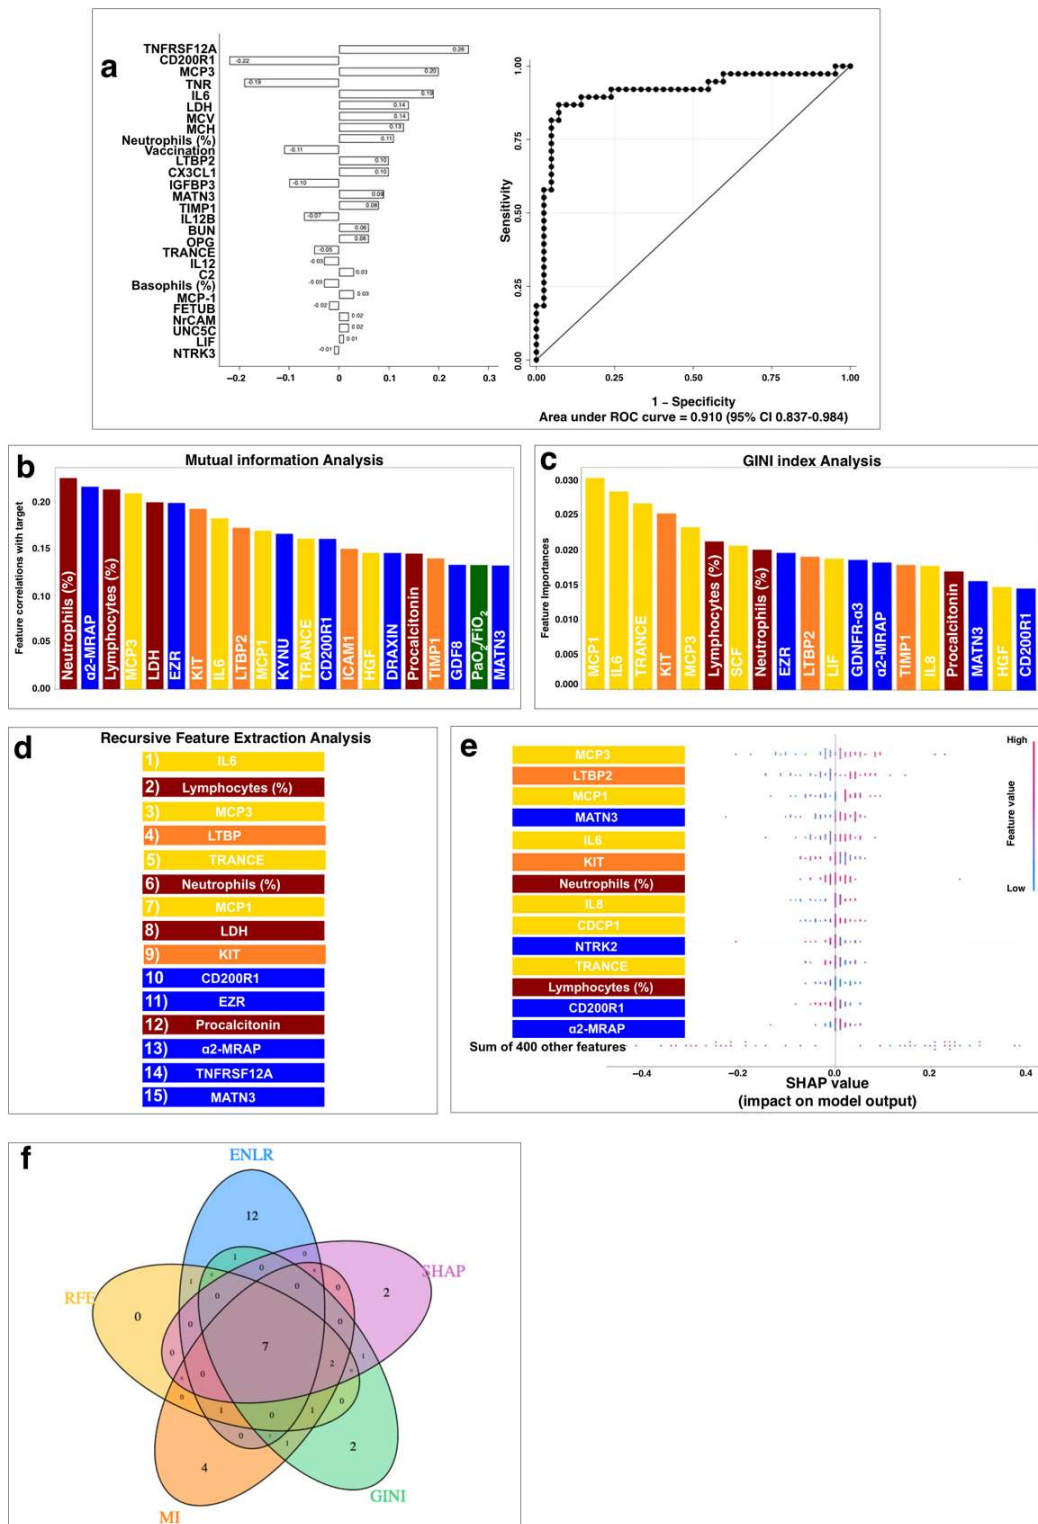 a
TNFRSF12A 0.26
CD200R1 -0.22
MCP3 0.20
TNR -0.19
IL6 0.19
LDH 0.14
MCV 0.14
MCH 0.13
Neutrophils (%) 0.11
Vaccination -0.11
LTBP2 0.10
CX3CL1 0.10
IGFBP3 -0.10
MATN3 0.09
TIMP1 0.08
IL12B -0.07
BUN 0.06
OPG 0.06
TRANCE -0.05
IL12 -0.03
C2 0.03
Basophils (%) -0.03
MCP-1 0.03
FETUB -0.02
NrCAM 0.02
UNC5C 0.02
LIF 0.01
NTRK3 -0.01
−0.2 −0.1 0 0.1 0.2 0.3
Sensitivity
1.00
0.75
0.50
0.25
0.00
0.00 0.25 0.50 0.75 1.00
1 − Specificity
Area under ROC curve = 0.910 (95% CI 0.837-0.984)
b
Mutual information Analysis
Feature correlations with target
0.20
0.15
0.10
0.05
0.00
Neutrophils (%)
α2-MRAP
Lymphocytes (%)
MCP3
LDH
EZR
KIT
IL6
LTBP2
MCP1
KYNU
TRANCE
CD200R1
ICAM1
HGF
DRAXIN
Procalcitonin
TIMP1
GDF8
PaO2/FiO2
MATN3
c
GINI index Analysis
Feature Importances
0.030
0.025
0.020
0.015
0.010
0.005
0.000
MCP1
IL6
TRANCE
KIT
MCP3
Lymphocytes (%)
SCF
Neutrophils (%)
EZR
LTBP2
LIF
GDNFR-α3
α2-MRAP
TIMP1
IL8
Procalcitonin
MATN3
HGF
CD200R1
d
Recursive Feature Extraction Analysis
1) IL6
2) Lymphocytes (%)
3) MCP3
4) LTBP
5) TRANCE
6) Neutrophils (%)
7) MCP1
8) LDH
9) KIT
10 CD200R1
11) EZR
12) Procalcitonin
13) α2-MRAP
14) TNFRSF12A
15) MATN3
e
MCP3
LTBP2
MCP1
MATN3
IL6
KIT
Neutrophils (%)
IL8
CDCP1
NTRK2
TRANCE
Lymphocytes (%)
CD200R1
α2-MRAP
Sum of 400 other features
High
Feature value
Low
−0.4 −0.2 0.0 0.2 0.4
SHAP value
(impact on model output)
f
ENLR
12
SHAP
2
RFE
0
7
2
GINI
4
MI